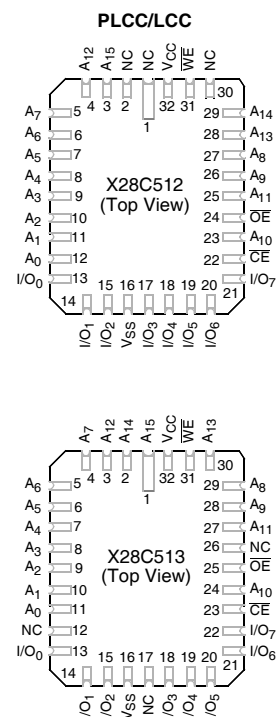 PLCC/LCC
A12 A15 NC NC VCC W̅E̅ NC
4 3 2 1 32 31 30
A7 5
A6 6
A5 7
A4 8
A3 9
A2 10
A1 11
A0 12
I/O0 13
X28C512
(Top View)
29 A14
28 A13
27 A8
26 A9
25 A11
24 O̅E̅
23 A10
22 C̅E̅
21 I/O7
14 15 16 17 18 19 20
I/O1 I/O2 VSS I/O3 I/O4 I/O5 I/O6
A7 A12 A14 A15 VCC W̅E̅ A13
4 3 2 1 32 31 30
A6 5
A5 6
A4 7
A3 8
A2 9
A1 10
A0 11
NC 12
I/O0 13
X28C513
(Top View)
29 A8
28 A9
27 A11
26 NC
25 O̅E̅
24 A10
23 C̅E̅
22 I/O7
21 I/O6
14 15 16 17 18 19 20
I/O1 I/O2 VSS NC I/O3 I/O4 I/O5